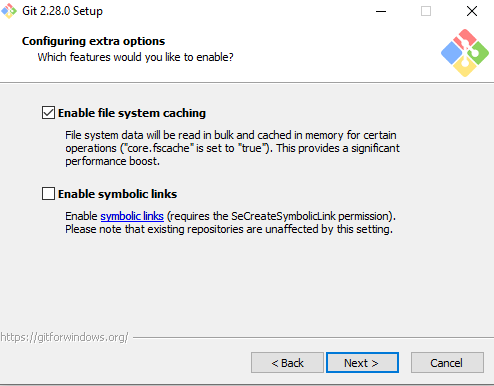 Git 2.28.0 Setup
Configuring extra options
Which features would you like to enable?
Enable file system caching
File system data will be read in bulk and cached in memory for certain
operations ("core.fscache" is set to "true"). This provides a significant
performance boost.
Enable symbolic links
Enable symbolic links (requires the SeCreateSymbolicLink permission).
Please note that existing repositories are unaffected by this setting.
https://gitforwindows.org/
< Back
Next >
Cancel